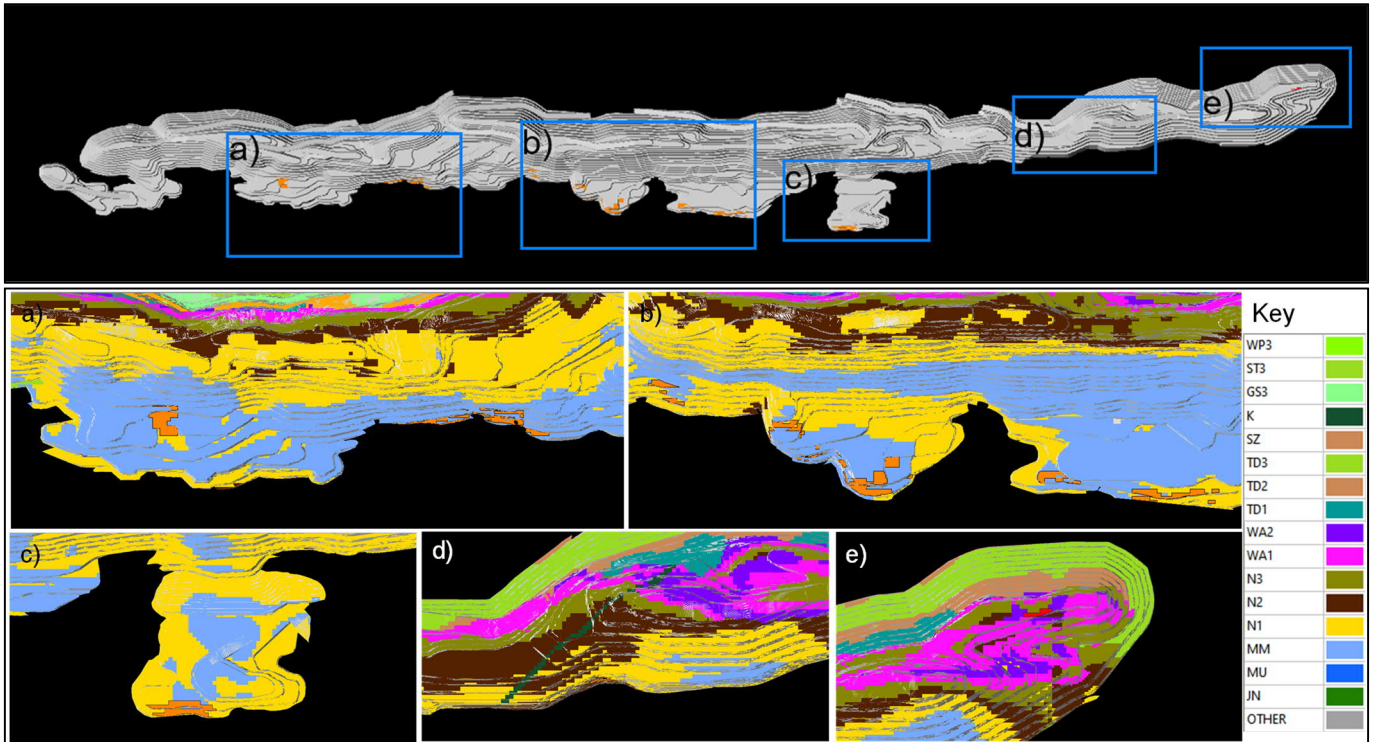 a)
b)
c)
d)
e)
a)
b)
Key
WP3
ST3
GS3
K
SZ
TD3
TD2
TD1
WA2
WA1
N3
N2
N1
MM
MU
JN
OTHER
c)
d)
e)